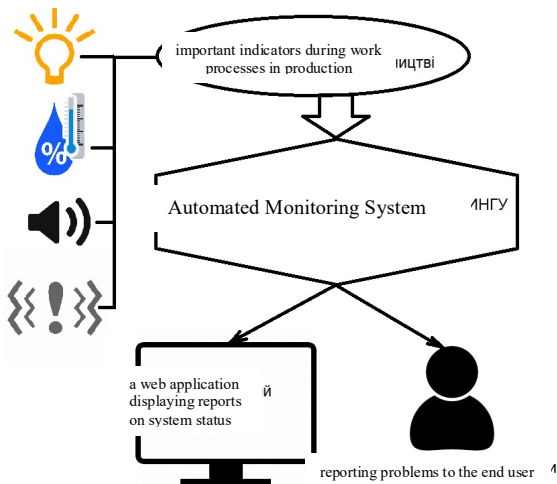 important indicators during work
processes in production ИЦТВІ
%
Automated Monitoring System ИНГУ
a web application й
displaying reports
on system status
reporting problems to the end user